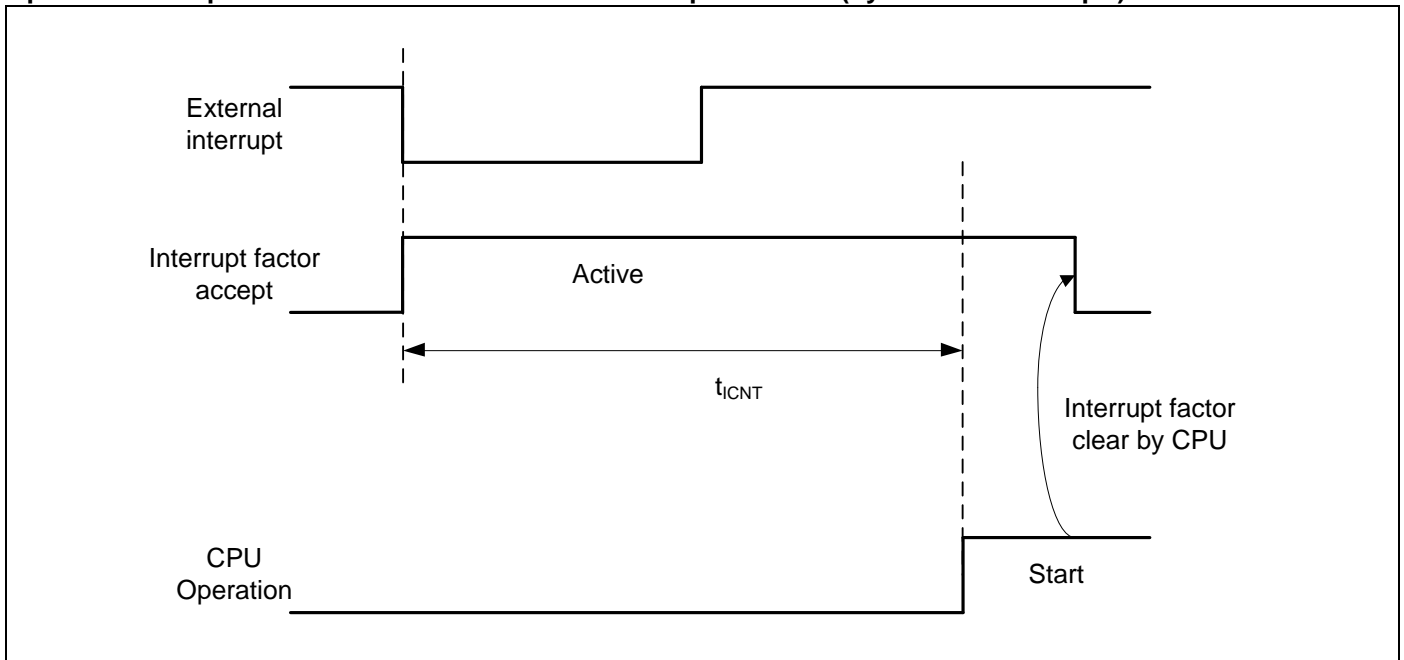 External
interrupt
Interrupt factor
accept
Active
tICNT
Interrupt factor
clear by CPU
CPU
Operation
Start